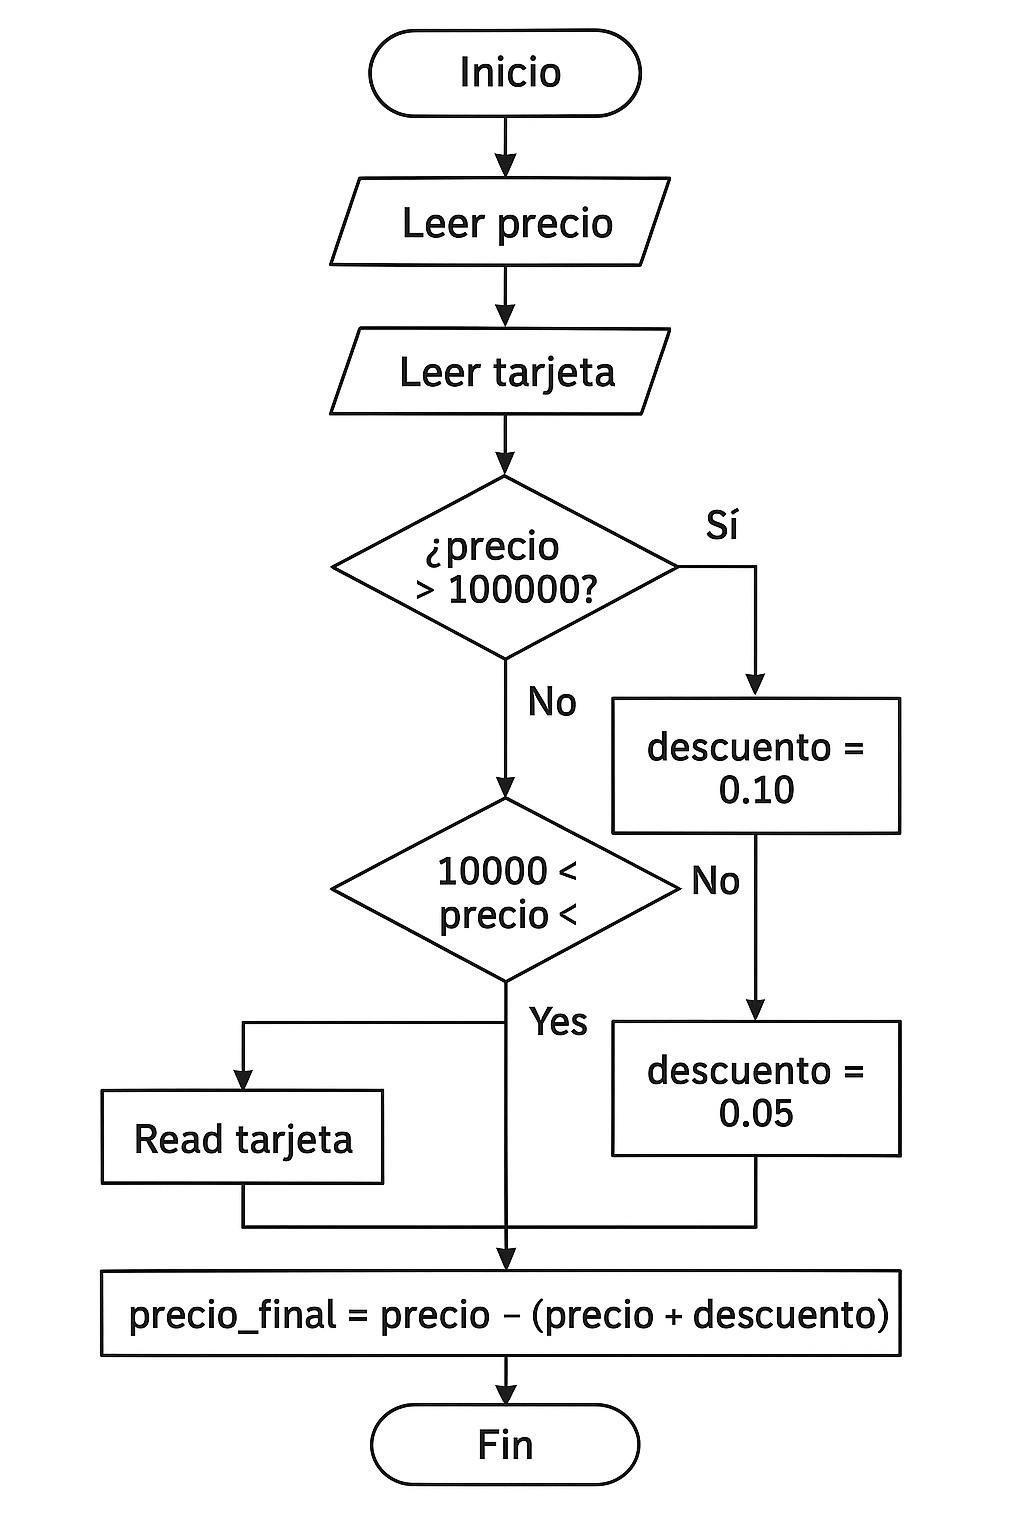 Inicio
Leer precio
Leer tarjeta
¿precio
> 100000?
Sí
No
descuento =
0.10
10000 <
precio <
No
Yes
descuento =
0.05
Read tarjeta
precio_final = precio – (precio + descuento)
Fin